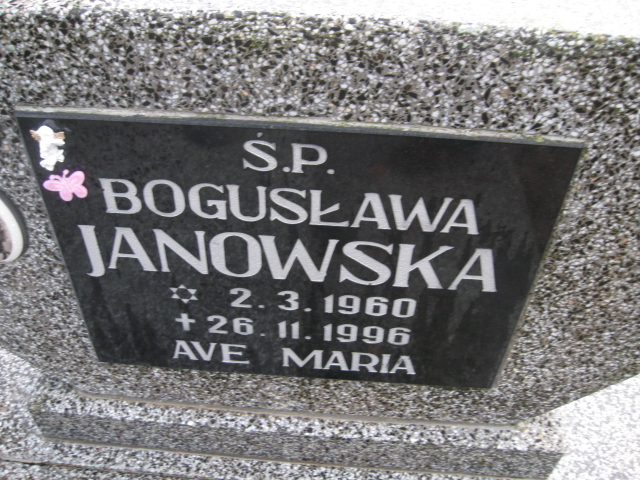 Ś.P.
BOGUSŁAWA
JANOWSKA
✡ 2.3.1960
✝ 26.11.1996
AVE MARIA